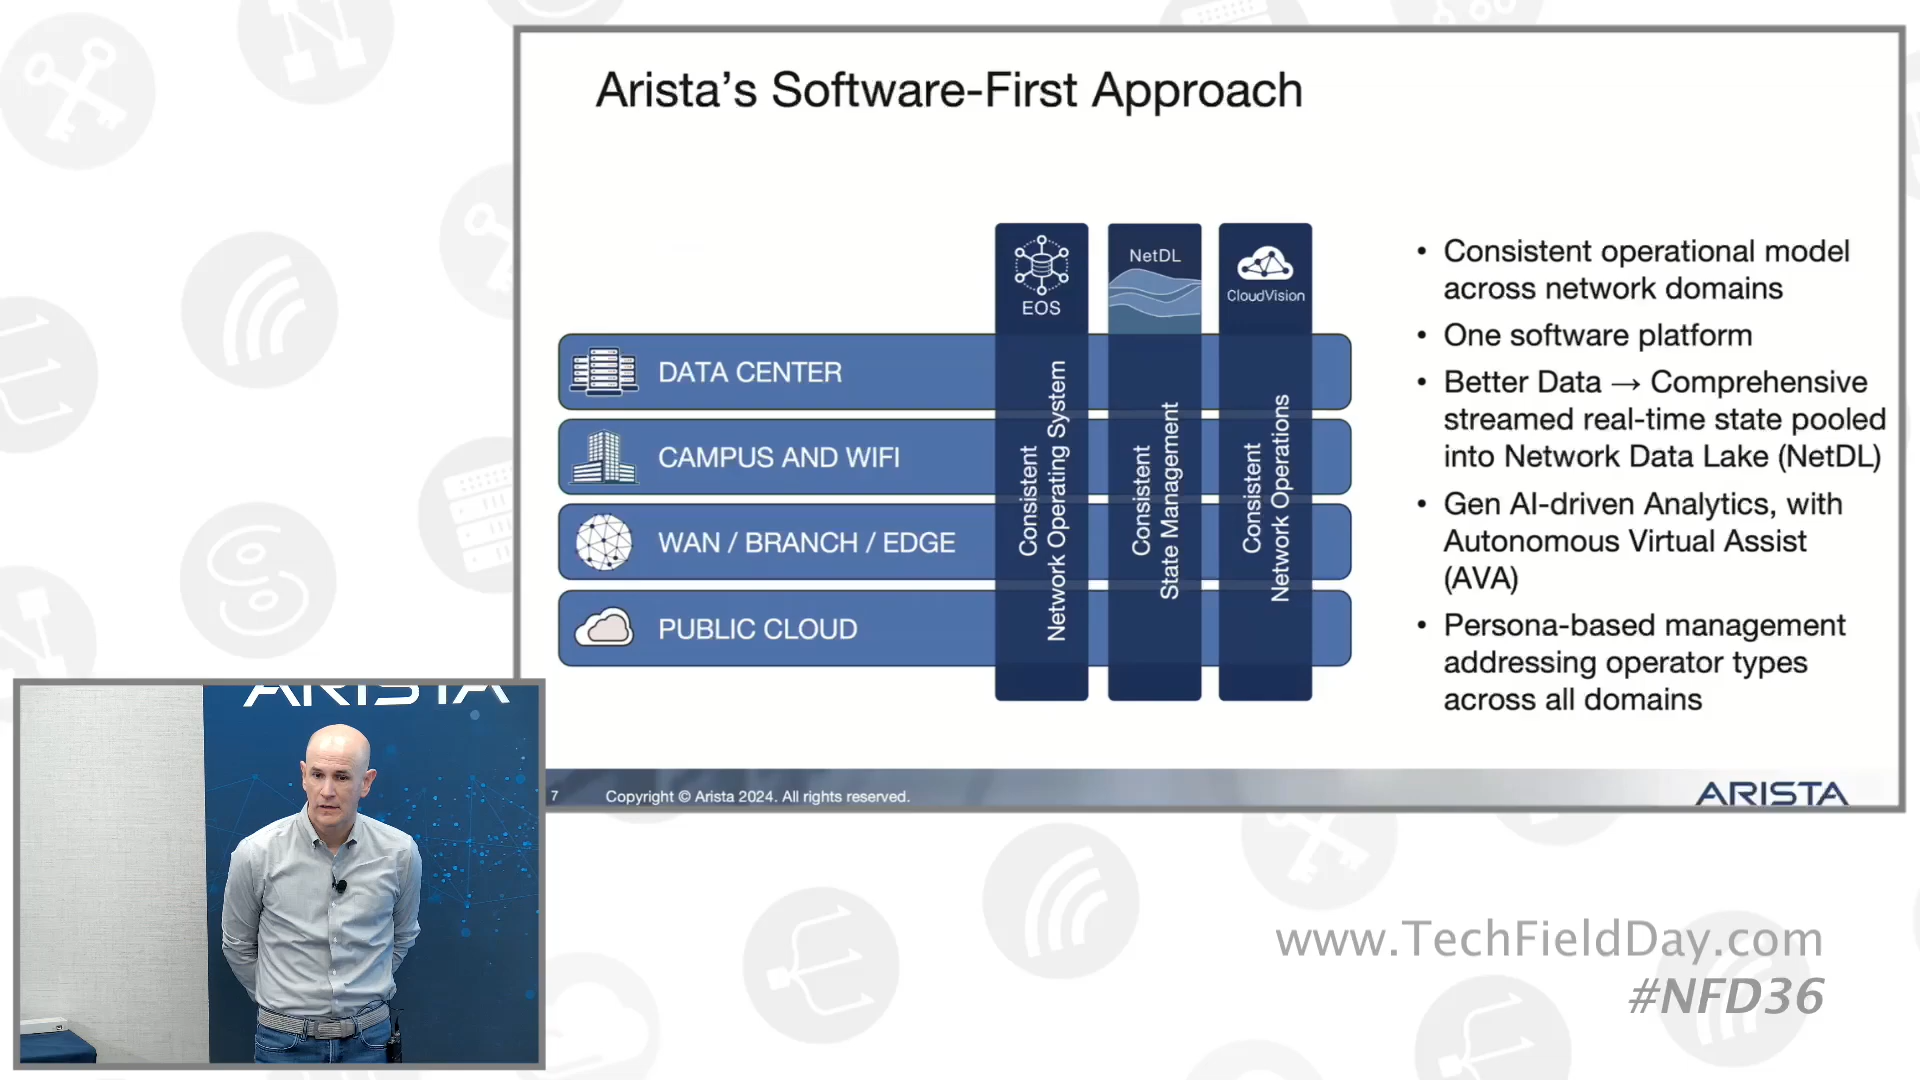 Arista's Software-First Approach
EOS
NetDL
CloudVision
DATA CENTER
CAMPUS AND WIFI
WAN / BRANCH / EDGE
PUBLIC CLOUD
Consistent
Network Operating System
Consistent
State Management
Consistent
Network Operations
• Consistent operational model
across network domains
• One software platform
• Better Data → Comprehensive
streamed real-time state pooled
into Network Data Lake (NetDL)
• Gen AI-driven Analytics, with
Autonomous Virtual Assist
(AVA)
• Persona-based management
addressing operator types
across all domains
7
Copyright © Arista 2024. All rights reserved.
ARISTA
ARISTA
www.TechFieldDay.com
#NFD36